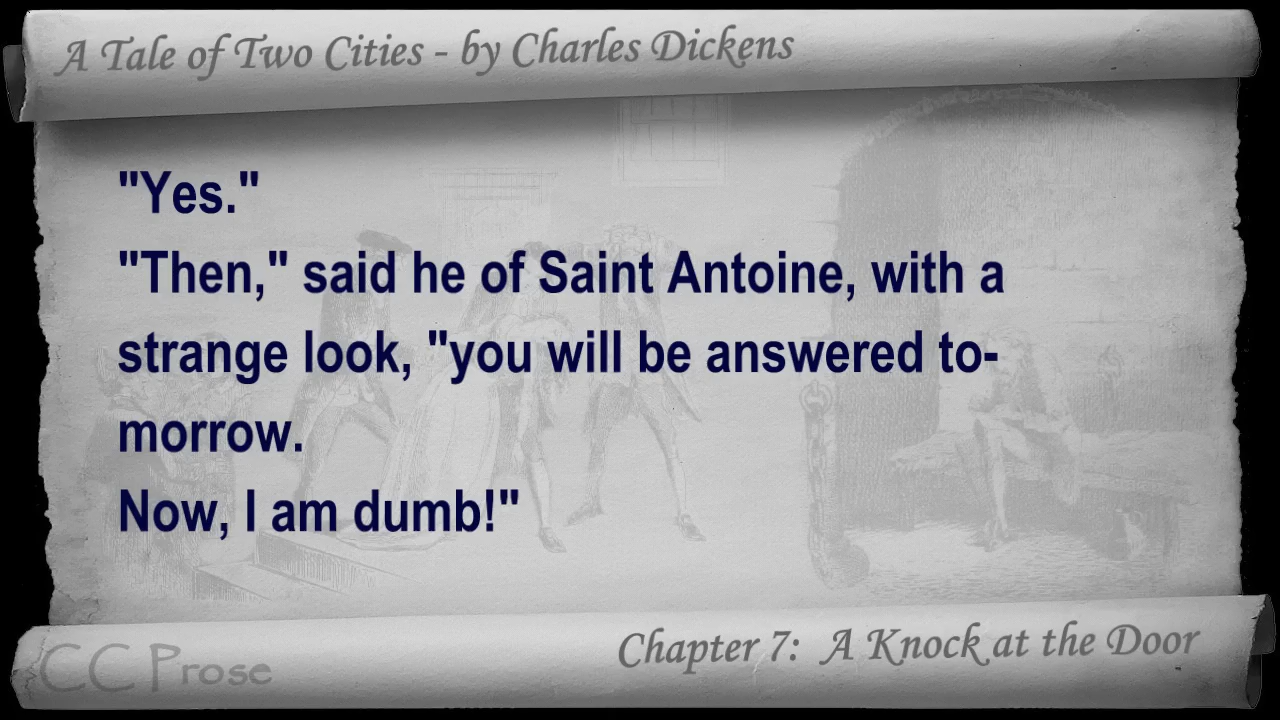 A Tale of Two Cities - by Charles Dickens
"Yes."
"Then," said he of Saint Antoine, with a
strange look, "you will be answered to-
morrow.
Now, I am dumb!"
CC Prose
Chapter 7: A Knock at the Door